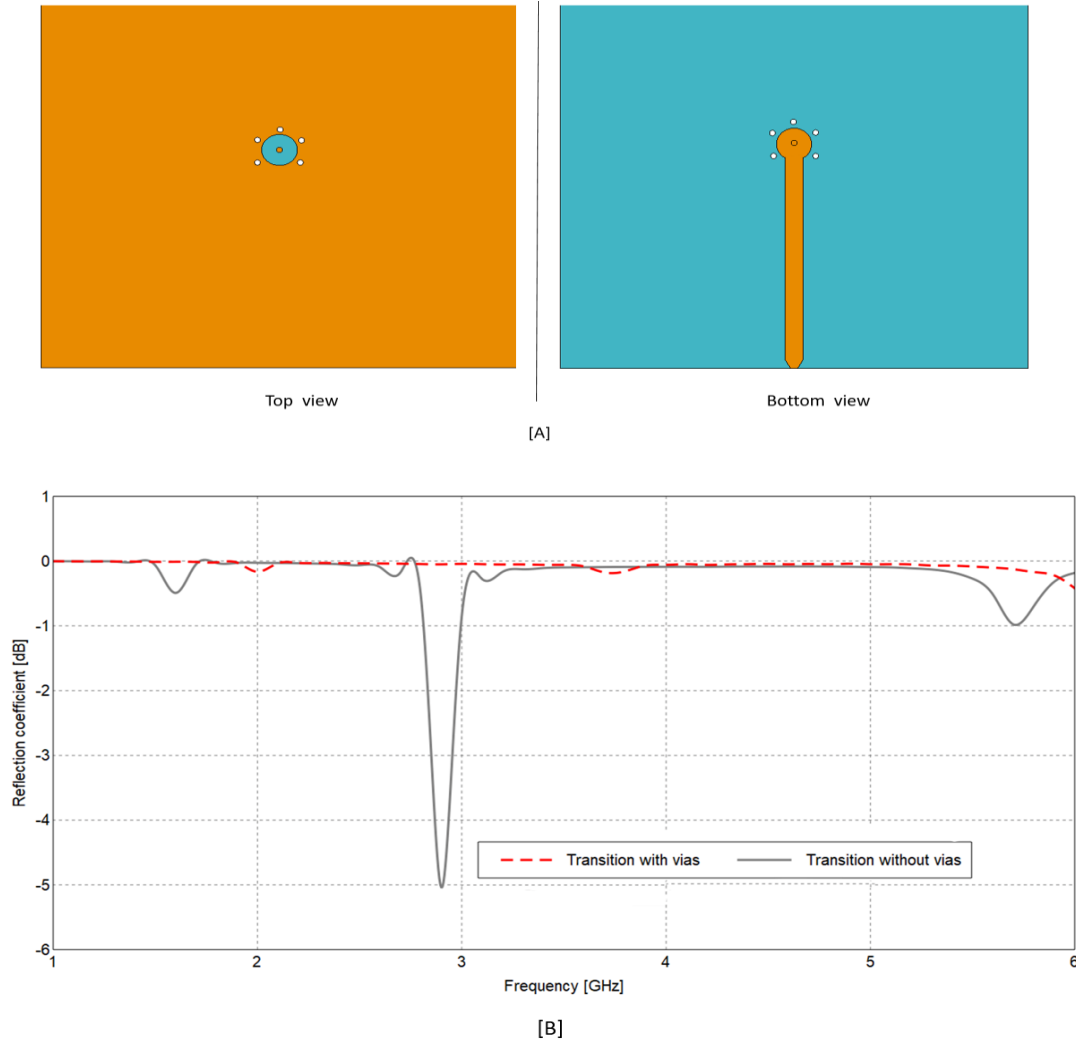 Top view
Bottom view
[A]
1
0
-1
-2
-3
-4
-5
-6
Reflection coefficient [dB]
Transition with vias
Transition without vias
1 2 3 4 5 6
Frequency [GHz]
[B]